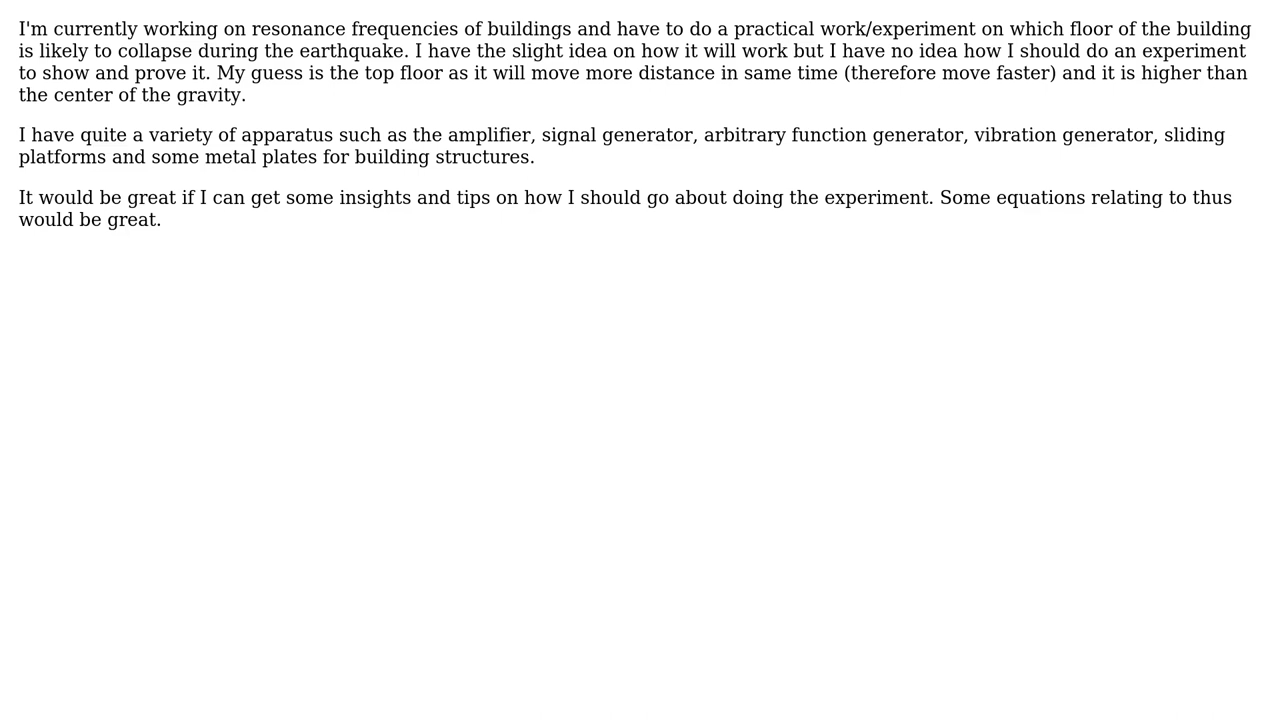 I'm currently working on resonance frequencies of buildings and have to do a practical work/experiment on which floor of the building
is likely to collapse during the earthquake. I have the slight idea on how it will work but I have no idea how I should do an experiment
to show and prove it. My guess is the top floor as it will move more distance in same time (therefore move faster) and it is higher than
the center of the gravity.
I have quite a variety of apparatus such as the amplifier, signal generator, arbitrary function generator, vibration generator, sliding
platforms and some metal plates for building structures.
It would be great if I can get some insights and tips on how I should go about doing the experiment. Some equations relating to thus
would be great.